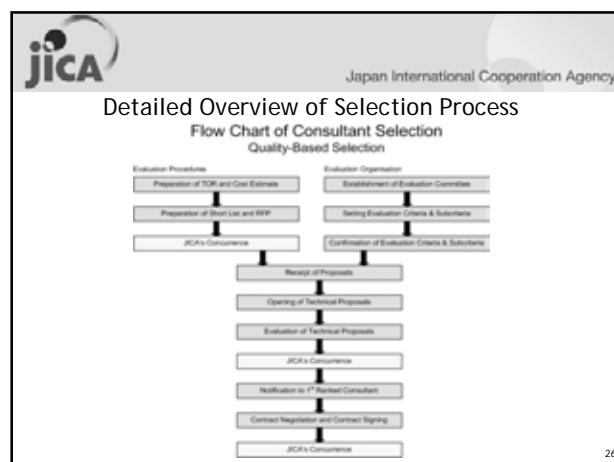 jICA
Japan International Cooperation Agency
Detailed Overview of Selection Process
Flow Chart of Consultant Selection
Quality-Based Selection
Evaluation Procedures
Evaluation Organisation
Preparation of TOR and Cost Estimate
Establishment of Evaluation Committee
Preparation of Short List and RFP
Setting Evaluation Criteria & Subcriteria
JICA's Concurrence
Confirmation of Evaluation Criteria & Subcriteria
Receipt of Proposals
Opening of Technical Proposals
Evaluation of Technical Proposals
JICA's Concurrence
Notification to 1st Ranked Consultant
Contract Negotiation and Contract Signing
JICA's Concurrence
26